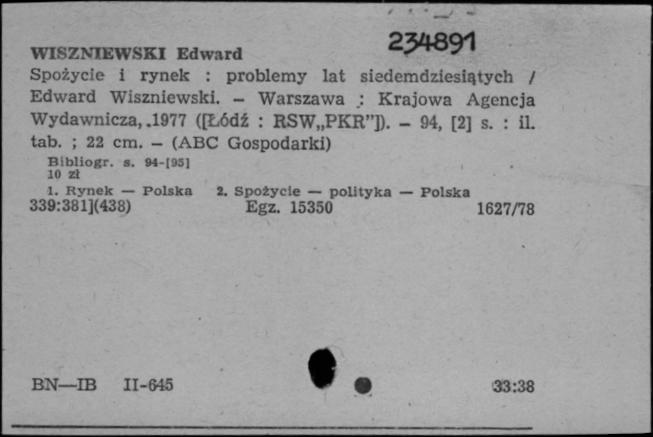 234891
WISZNIEWSKI Edward
Spożycie i rynek : problemy lat siedemdziesiątych /
Edward Wiszniewski. — Warszawa : Krajowa Agencja
Wydawnicza, .1977 ([Łódź : RSW„PKR”]). — 94, [2] s. : il.
tab. ; 22 cm. — (ABC Gospodarki)
Bibliogr. s. 94-[95]
10 zł
1. Rynek — Polska 2. Spożycie — polityka — Polska
339:381](438) Egz. 15350 1627/78
BN—IB II-645 33:38